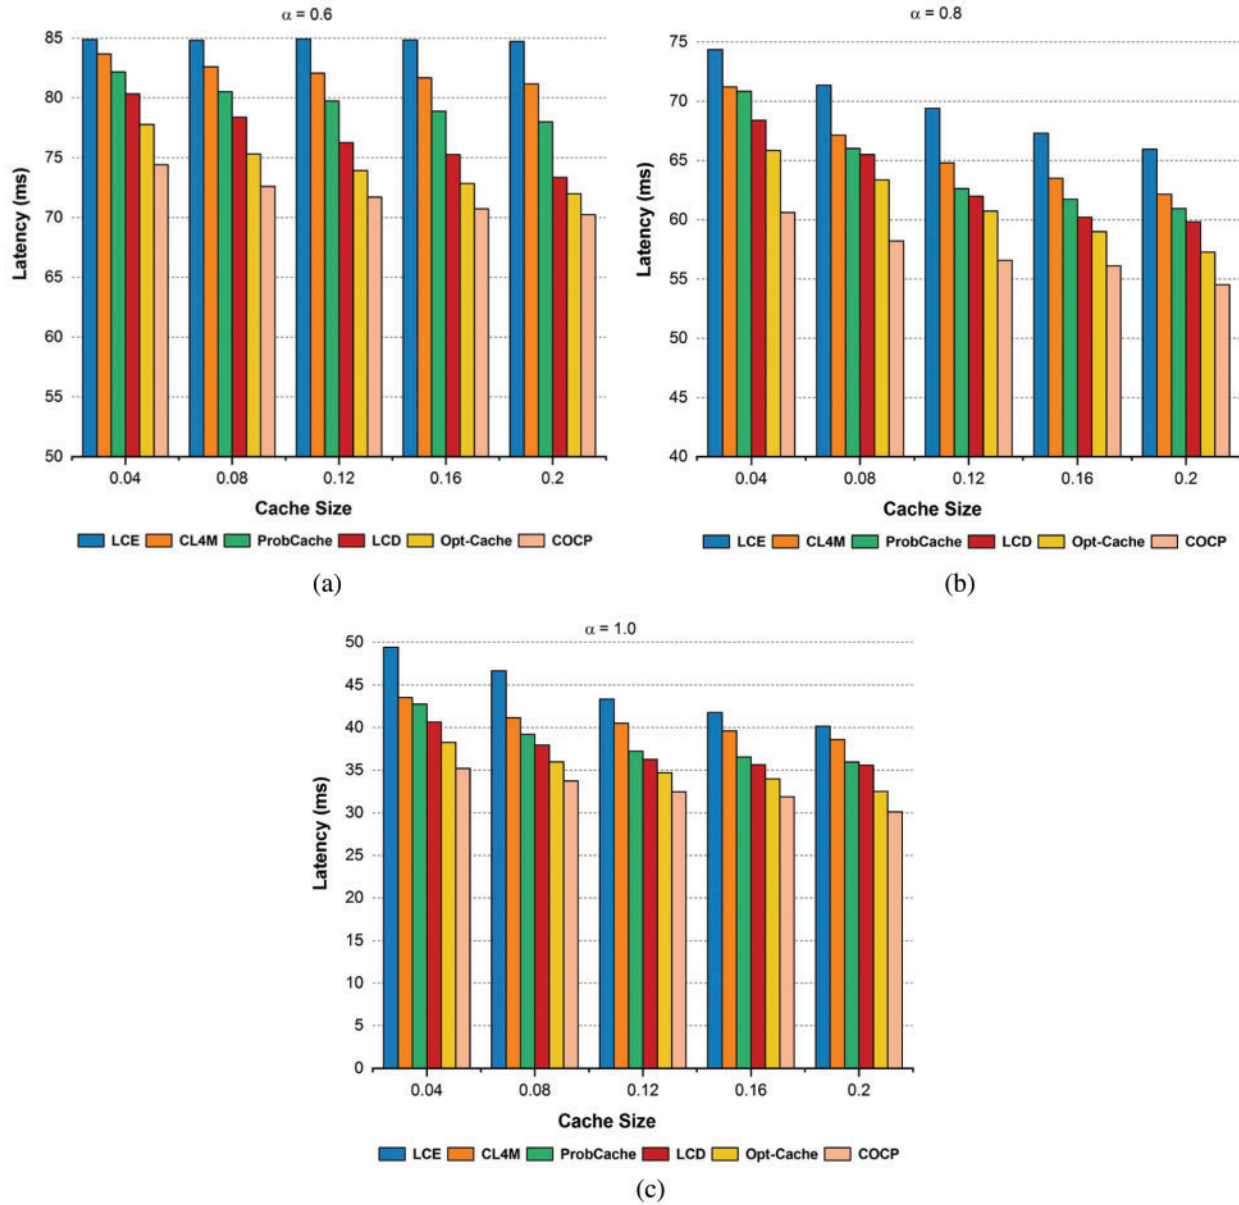 α = 0.6
85
80
75
70
65
60
55
50
Latency (ms)
0.04 0.08 0.12 0.16 0.2
Cache Size
LCE CL4M ProbCache LCD Opt-Cache COCP
(a)
α = 0.8
75
70
65
60
55
50
45
40
Latency (ms)
0.04 0.08 0.12 0.16 0.2
Cache Size
LCE CL4M ProbCache LCD Opt-Cache COCP
(b)
α = 1.0
50
45
40
35
30
25
20
15
10
5
0
Latency (ms)
0.04 0.08 0.12 0.16 0.2
Cache Size
LCE CL4M ProbCache LCD Opt-Cache COCP
(c)